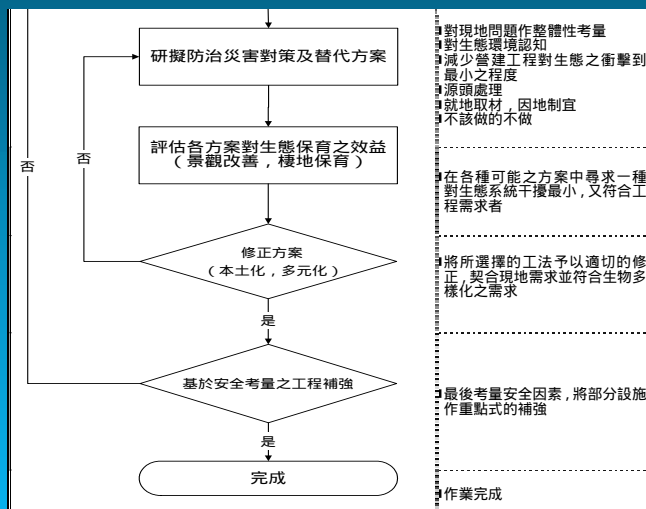 研擬防治災害對策及替代方案
對現地問題作整體性考量
對生態環境認知
減少營建工程對生態之衝擊到
最小之程度
源頭處理
就地取材，因地制宜
不該做的不做
評估各方案對生態保育之效益
（景觀改善，棲地保育）
否
否
在各種可能之方案中尋求一種
對生態系統干擾最小，又符合工
程需求者
修正方案
（本土化，多元化）
將所選擇的工法予以適切的修
正，契合現地需求並符合生物多
樣化之需求
是
基於安全考量之工程補強
最後考量安全因素，將部分設施
作重點式的補強
是
完成
作業完成